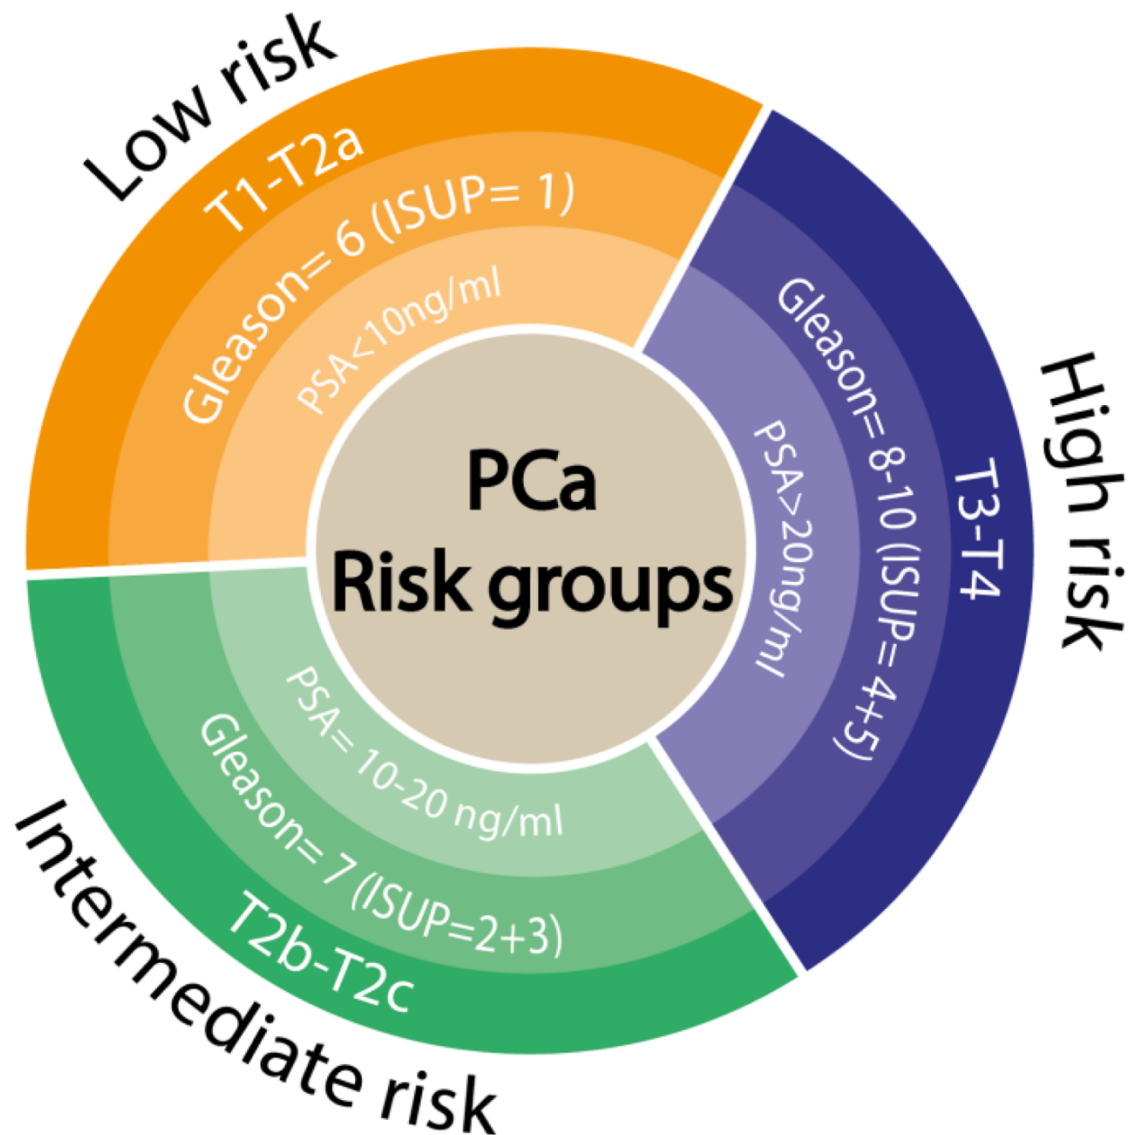 PCa
Risk groups
Low risk
T1-T2a
Gleason= 6 (ISUP= 1)
PSA<10ng/ml
High risk
T3-T4
Gleason= 8-10 (ISUP= 4+5)
PSA>20ng/ml
Intermediate risk
T2b-T2c
Gleason= 7 (ISUP=2+3)
PSA= 10-20 ng/ml